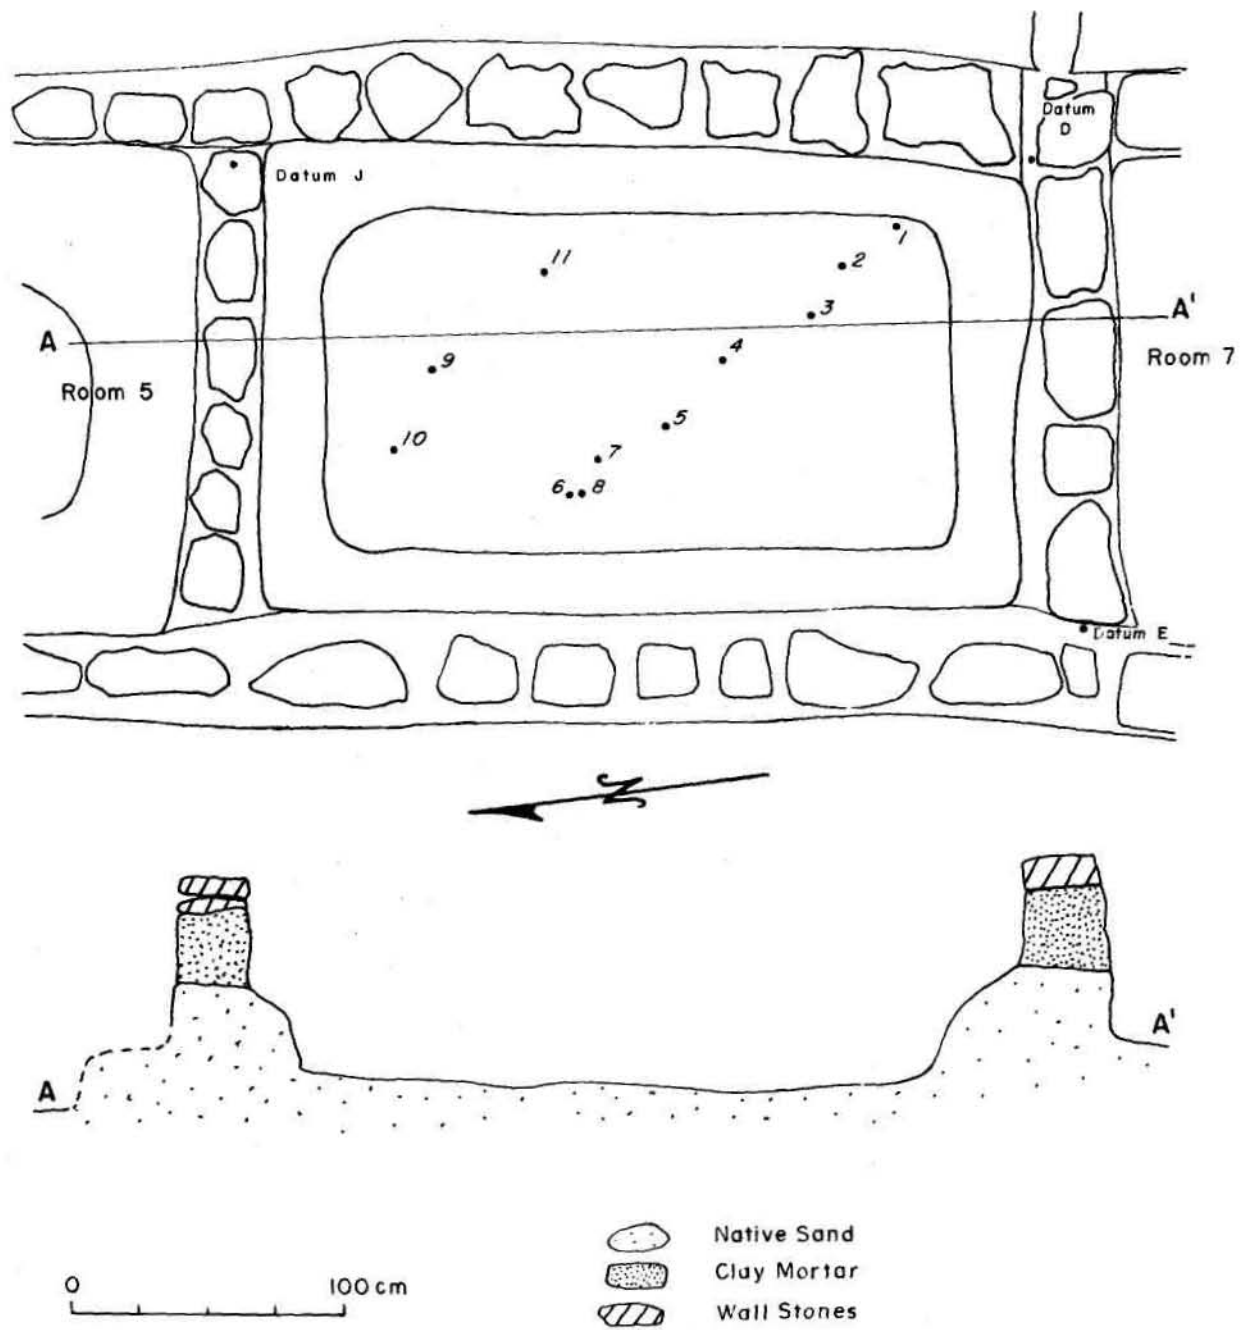 Datum
D
Datum J
1
11
2
3
A'
A
4
9
Room 7
Room 5
5
10
7
6 8
Datum E
N
A'
A
Native Sand
Clay Mortar
0 100 cm
Wall Stones